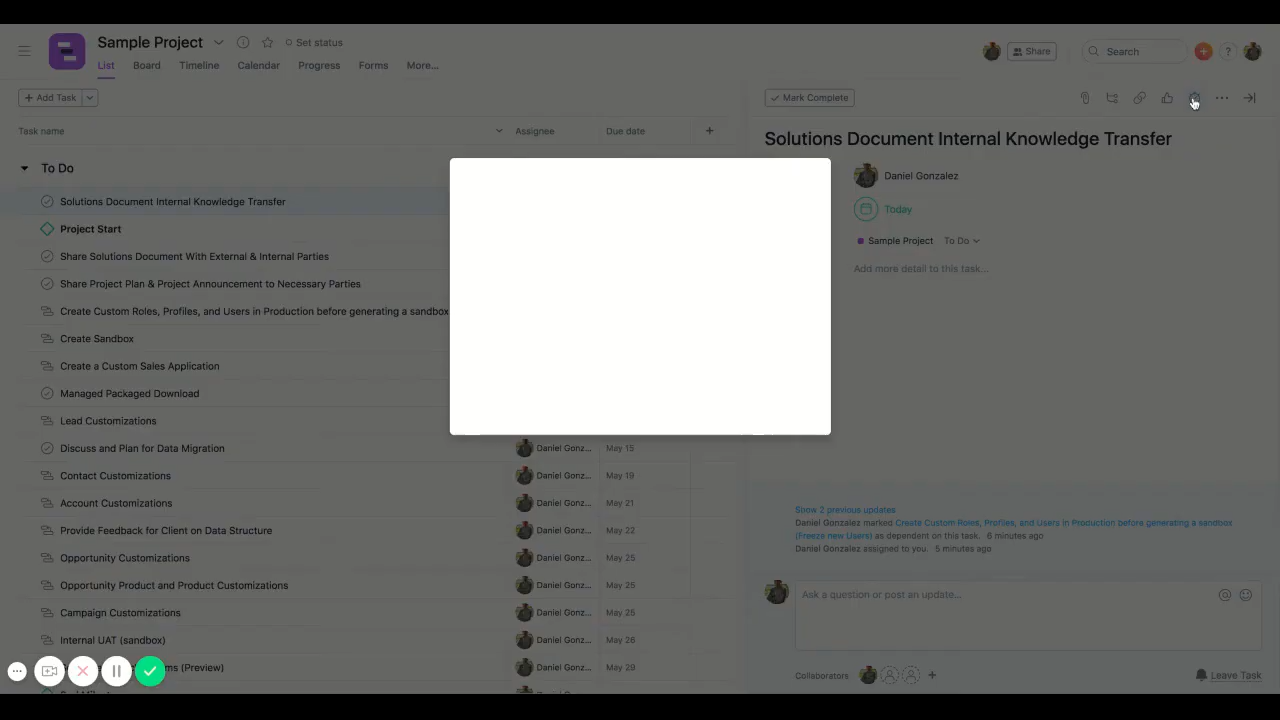 Sample Project
Set status
List
Board
Timeline
Calendar
Progress
Forms
More...
Share
Search
?
+ Add Task
Mark Complete
Task name
Assignee
Due date
Solutions Document Internal Knowledge Transfer
To Do
Daniel Gonzalez
Today
Sample Project
To Do
Add more detail to this task...
Solutions Document Internal Knowledge Transfer
Project Start
Share Solutions Document With External & Internal Parties
Share Project Plan & Project Announcement to Necessary Parties
Create Custom Roles, Profiles, and Users in Production before generating a sandbox
Create Sandbox
Create a Custom Sales Application
Managed Packaged Download
Lead Customizations
Discuss and Plan for Data Migration
Daniel Gonz...
May 15
Contact Customizations
Daniel Gonz...
May 19
Account Customizations
Daniel Gonz...
May 21
Provide Feedback for Client on Data Structure
Daniel Gonz...
May 22
Opportunity Customizations
Daniel Gonz...
May 25
Opportunity Product and Product Customizations
Daniel Gonz...
May 25
Campaign Customizations
Daniel Gonz...
May 25
Internal UAT (sandbox)
Daniel Gonz...
May 26
(Preview)
Daniel Gonz...
May 29
Show 2 previous updates
Daniel Gonzalez marked Create Custom Roles, Profiles, and Users in Production before generating a sandbox
(Freeze new Users) as dependent on this task. 6 minutes ago
Daniel Gonzalez assigned to you. 5 minutes ago
Ask a question or post an update...
Collaborators
Leave Task